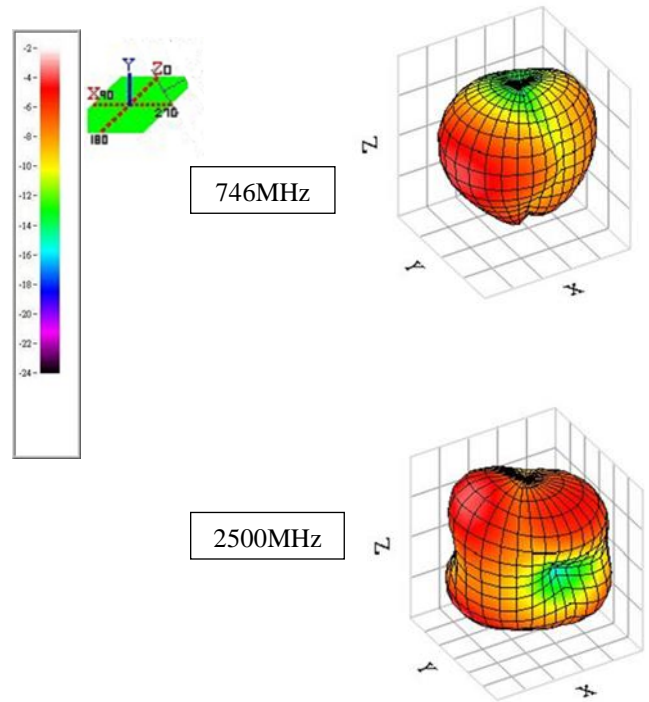 -2-
-4-
-6-
-8-
-10-
-12-
-14-
-16-
-18-
-20-
-22-
-24-
Y
Z0
X90
270
180
746MHz
Z
Y
X
2500MHz
Z
Y
X